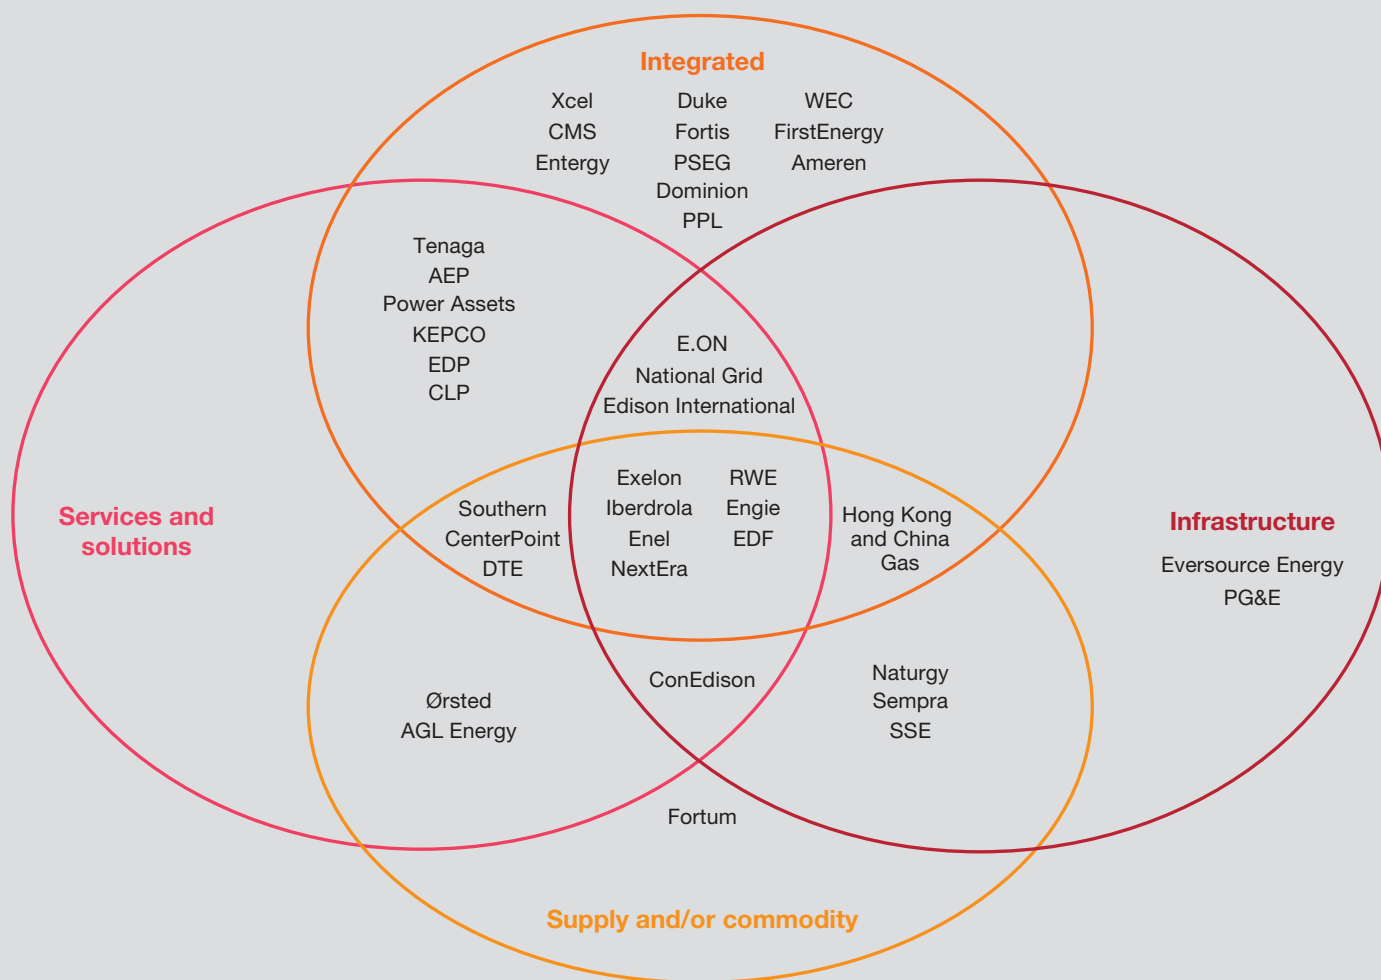 Integrated
Xcel
Duke
WEC
CMS
Fortis
FirstEnergy
Entergy
PSEG
Ameren
Dominion
PPL
Tenaga
AEP
Power Assets
KEPCO
EDP
CLP
E.ON
National Grid
Edison International
Services and
solutions
Southern
CenterPoint
DTE
Exelon
RWE
Iberdrola
Engie
Enel
EDF
NextEra
Hong Kong
and China
Gas
Infrastructure
Eversource Energy
PG&E
Ørsted
AGL Energy
ConEdison
Naturgy
Sempra
SSE
Fortum
Supply and/or commodity